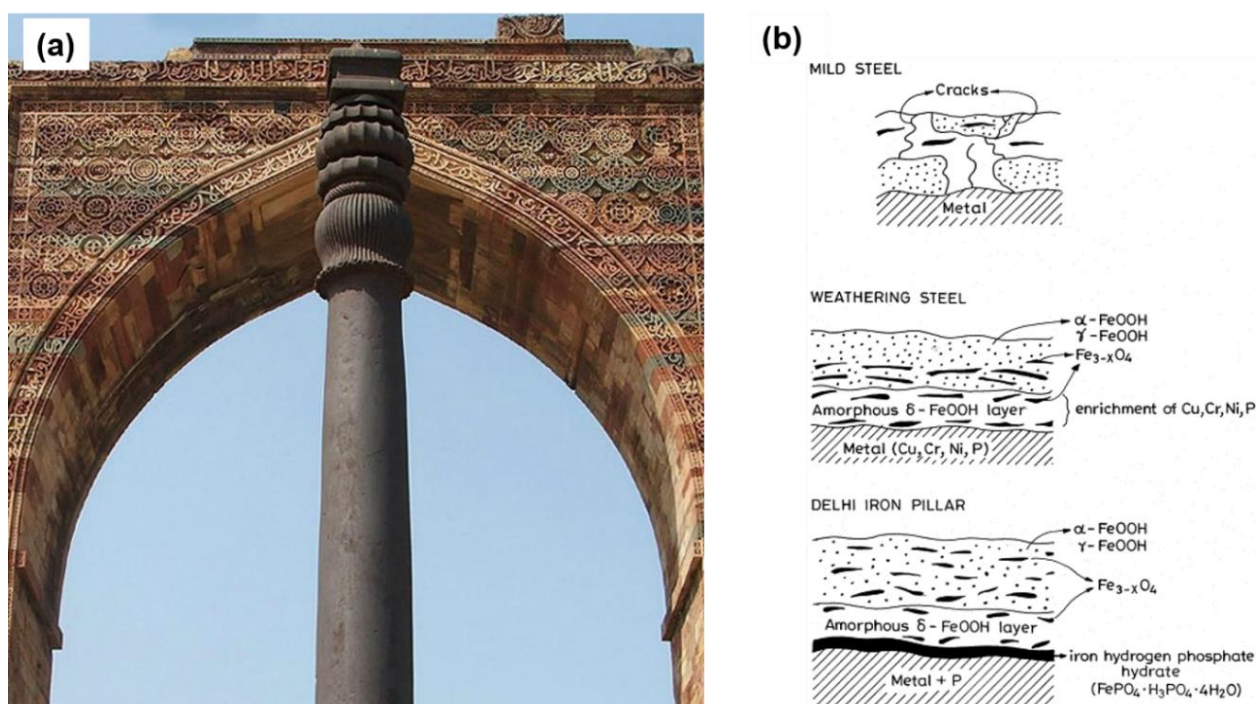 (a)
(b)
MILD STEEL
Cracks
Metal
WEATHERING STEEL
α-FeOOH
γ-FeOOH
Fe3-xO4
Amorphous δ-FeOOH layer
enrichment of Cu,Cr,Ni,P
Metal (Cu,Cr, Ni, P)
DELHI IRON PILLAR
α-FeOOH
γ-FeOOH
Fe3-xO4
Amorphous δ-FeOOH layer
iron hydrogen phosphate
hydrate
(FePO4·H3PO4·4H2O)
Metal + P